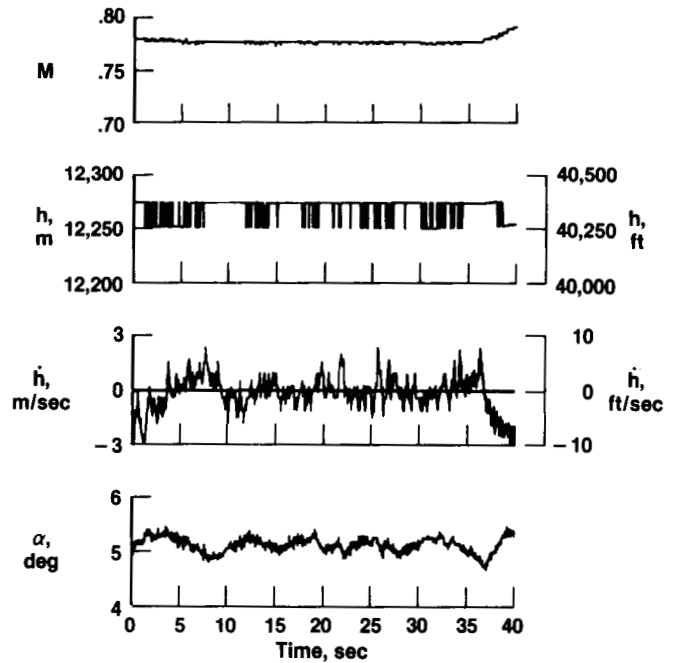 .80
M
.75
.70
12,300
40,500
h,
m
12,250
40,250
h,
ft
12,200
40,000
3
10
ḣ,
m/sec
0
0
ḣ,
ft/sec
–3
–10
6
α,
deg
5
4
0 5 10 15 20 25 30 35 40
Time, sec